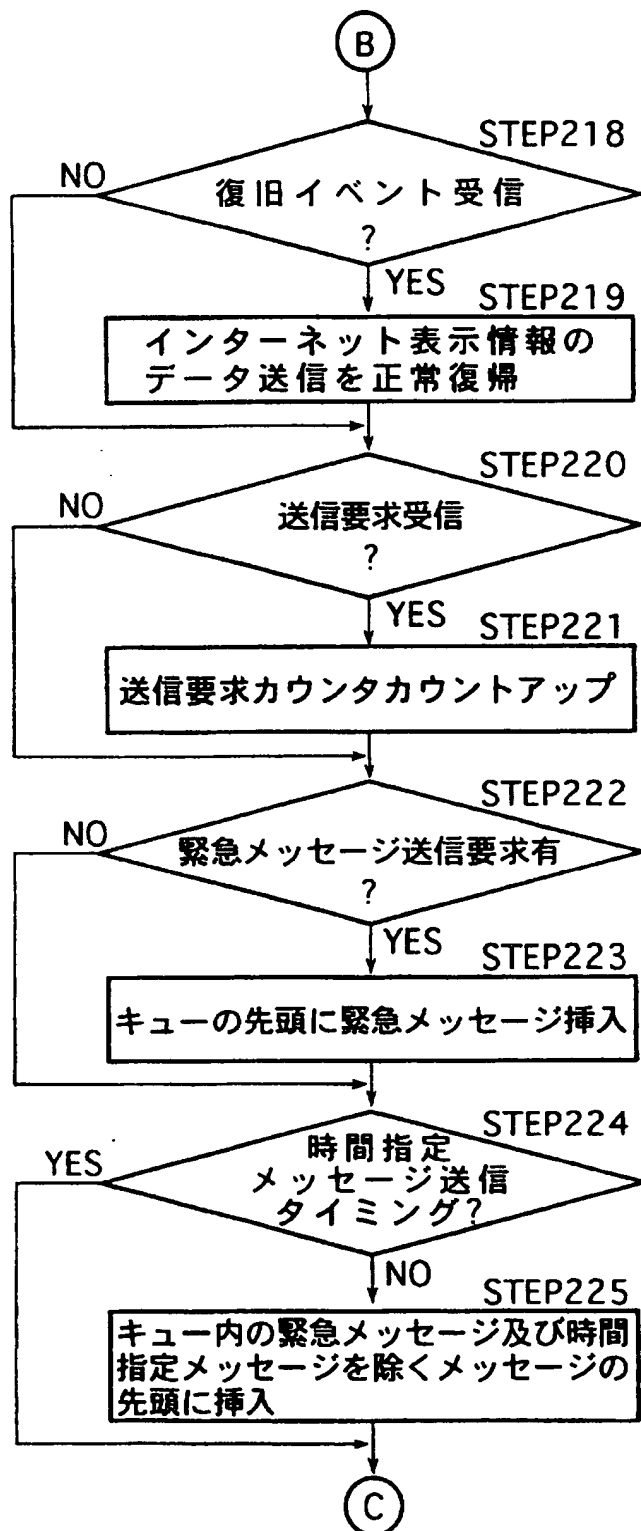 B
STEP218
NO
復旧イベント受信
?
YES
STEP219
インターネット表示情報の
データ送信を正常復帰
STEP220
NO
送信要求受信
?
YES
STEP221
送信要求カウンタカウントアップ
STEP222
NO
緊急メッセージ送信要求有
?
YES
STEP223
キューの先頭に緊急メッセージ挿入
STEP224
YES
時間指定
メッセージ送信
タイミング?
NO
STEP225
キュー内の緊急メッセージ及び時間
指定メッセージを除くメッセージの
先頭に挿入
C